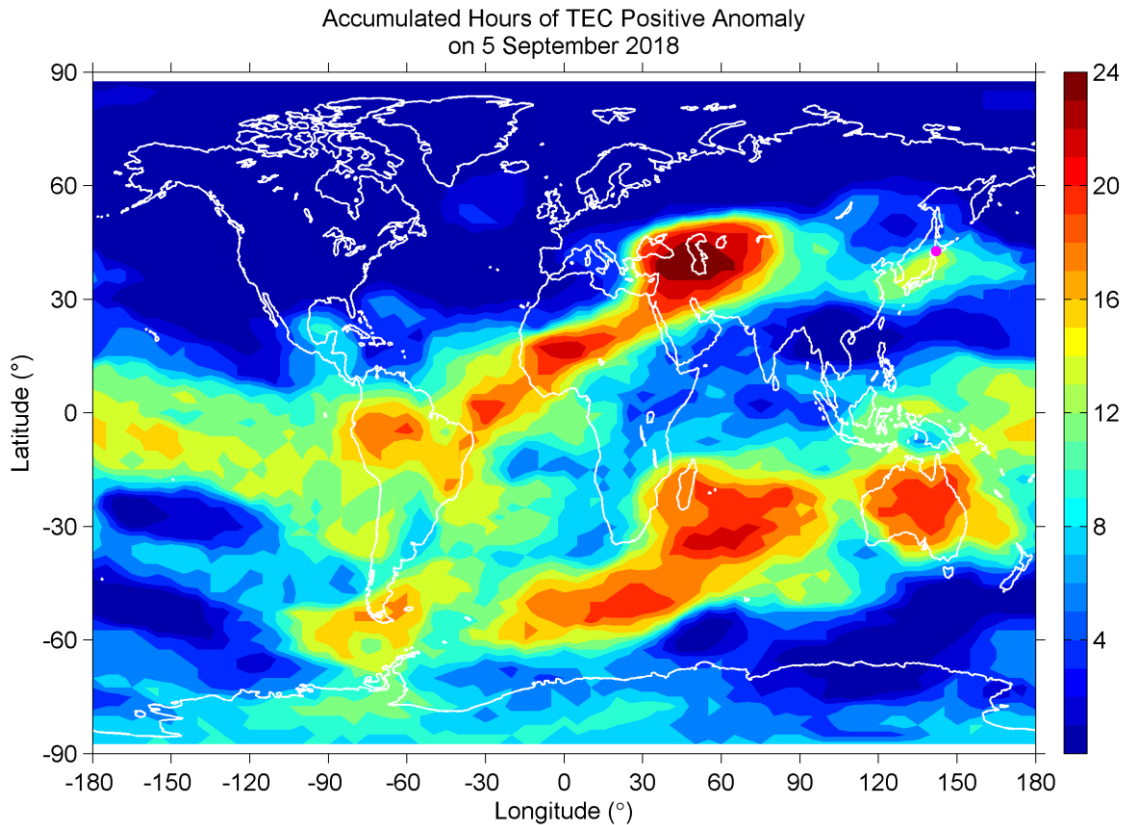 Accumulated Hours of TEC Positive Anomaly
on 5 September 2018
90
60
30
0
-30
-60
-90
Latitude (°)
-180 -150 -120 -90 -60 -30 0 30 60 90 120 150 180
Longitude (°)
24
20
16
12
8
4